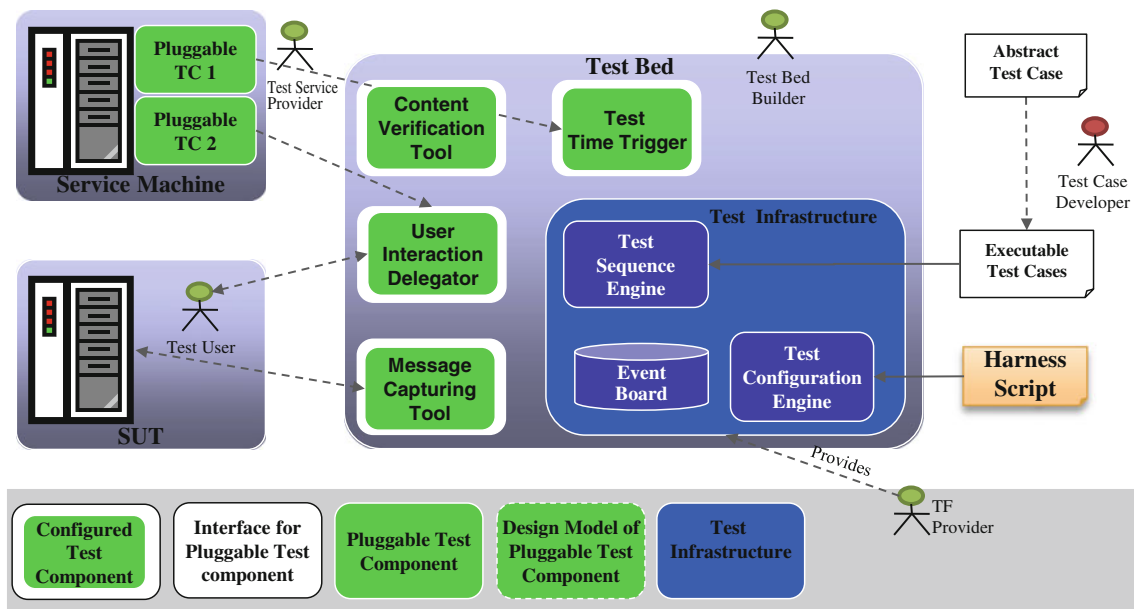 Pluggable
TC 1
Pluggable
TC 2
Service Machine
Test Service
Provider
Test Bed
Test Bed
Builder
Content
Verification
Tool
Test
Time Trigger
User
Interaction
Delegator
Message
Capturing
Tool
Test Infrastructure
Test
Sequence
Engine
Event
Board
Test
Configuration
Engine
Abstract
Test Case
Test Case
Developer
Executable
Test Cases
Harness
Script
Test User
SUT
Provides
TF
Provider
Configured
Test
Component
Interface for
Pluggable Test
component
Pluggable Test
Component
Design Model of
Pluggable Test
Component
Test
Infrastructure